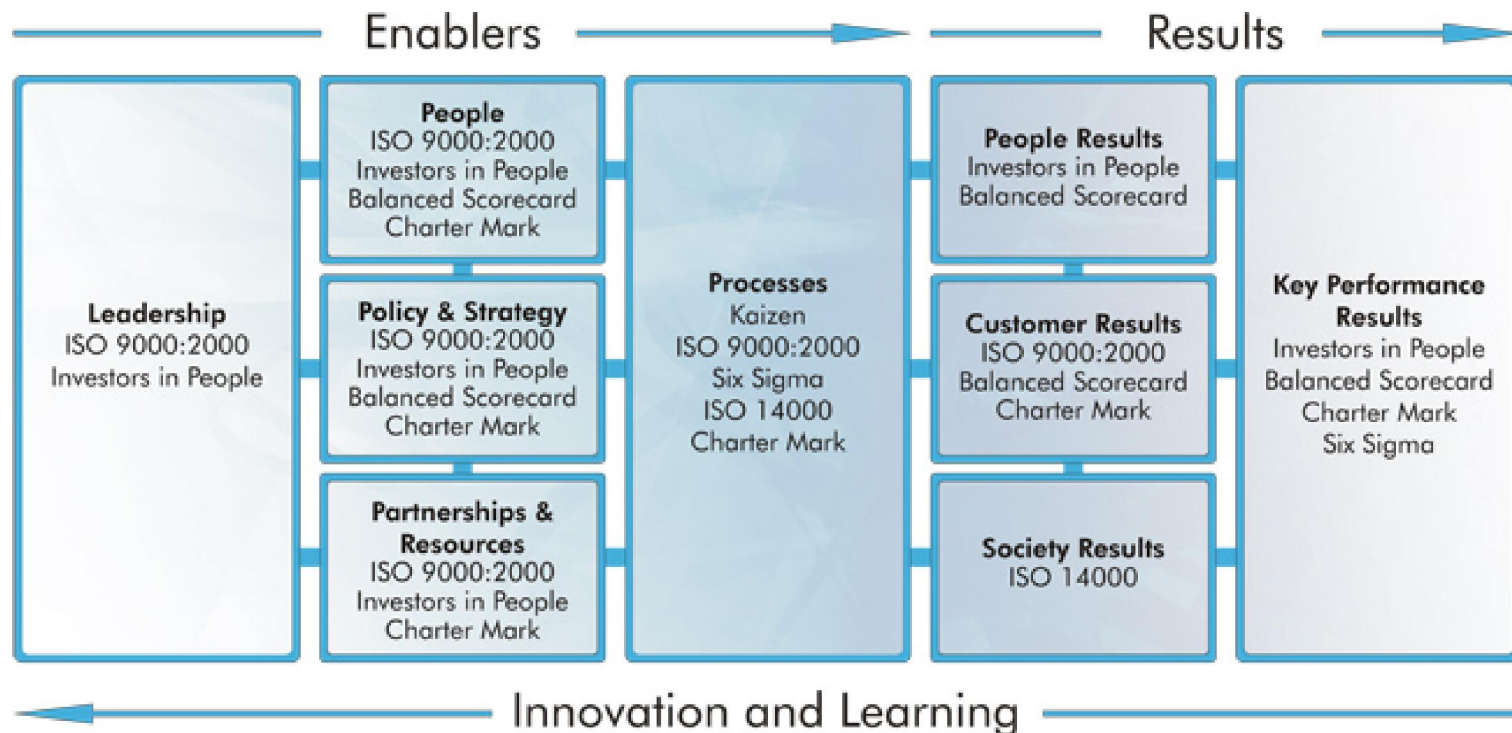 Enablers
Results
Leadership
ISO 9000:2000
Investors in People
People
ISO 9000:2000
Investors in People
Balanced Scorecard
Charter Mark
Policy & Strategy
ISO 9000:2000
Investors in People
Balanced Scorecard
Charter Mark
Partnerships &
Resources
ISO 9000:2000
Investors in People
Charter Mark
Processes
Kaizen
ISO 9000:2000
Six Sigma
ISO 14000
Charter Mark
People Results
Investors in People
Balanced Scorecard
Customer Results
ISO 9000:2000
Balanced Scorecard
Charter Mark
Society Results
ISO 14000
Key Performance
Results
Investors in People
Balanced Scorecard
Charter Mark
Six Sigma
Innovation and Learning